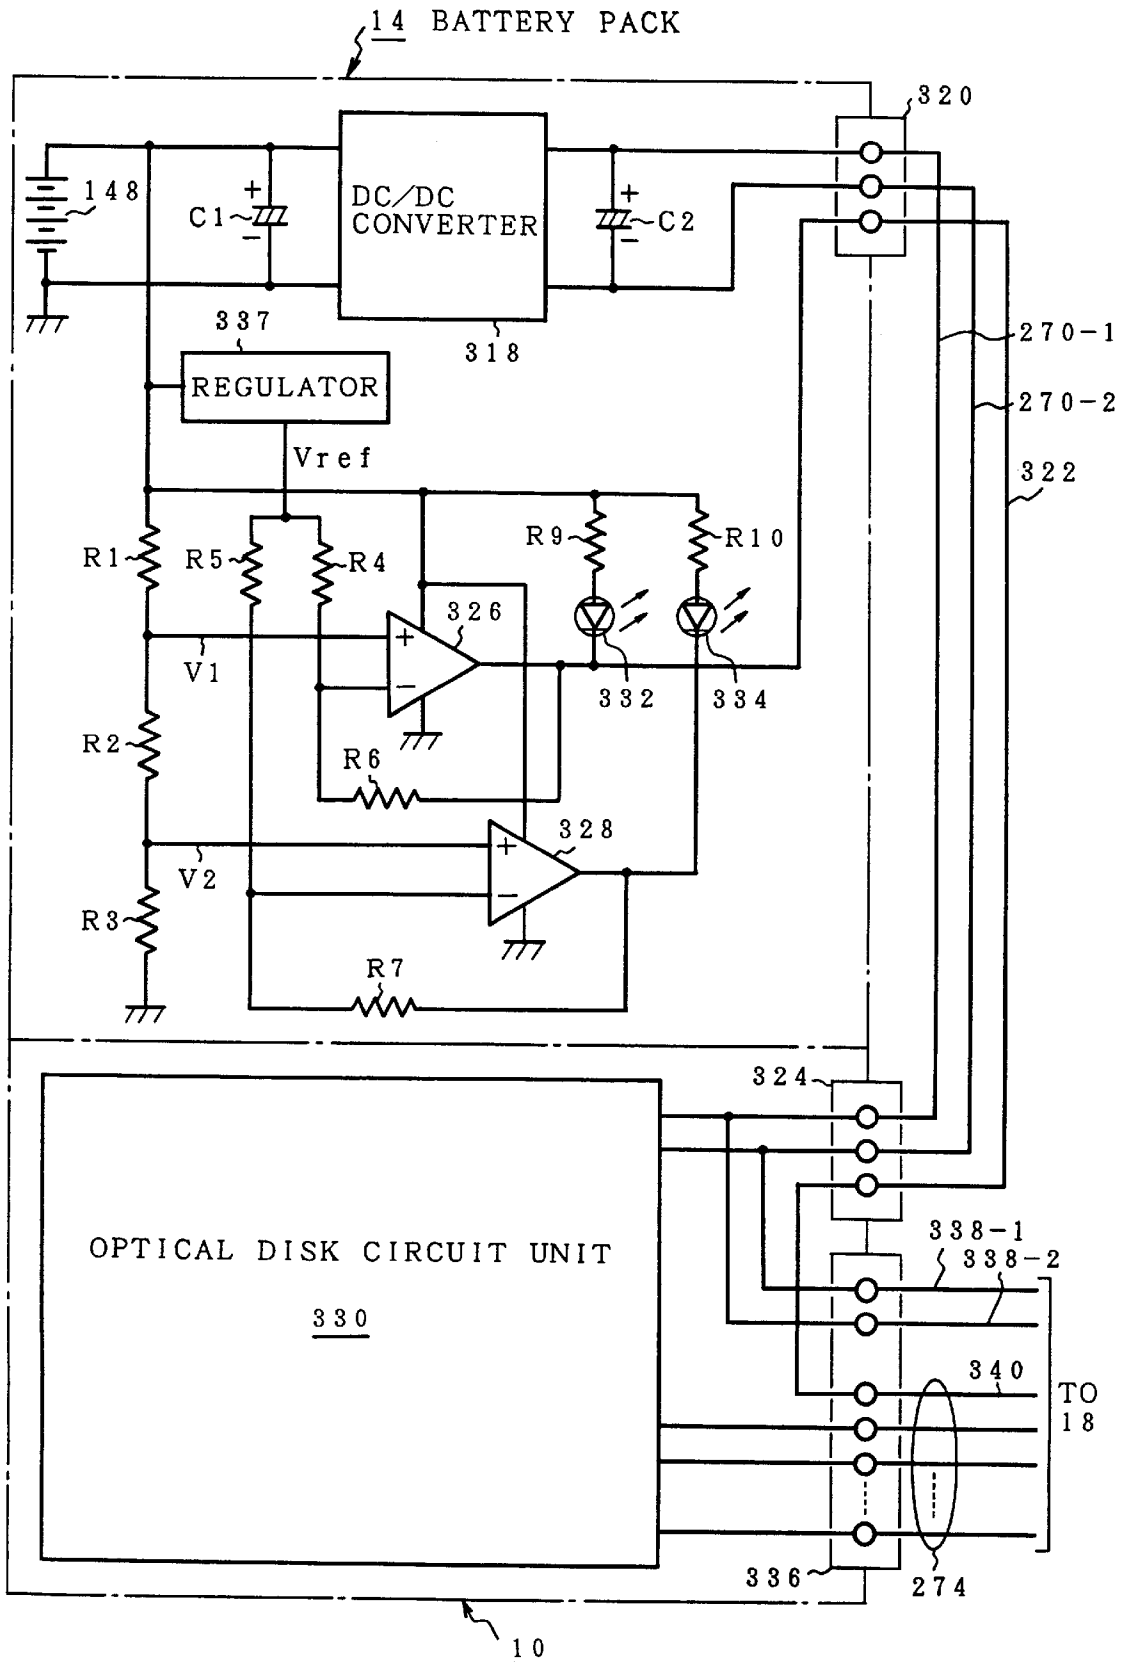 14 BATTERY PACK
320
148
C1
+
-
DC/DC
CONVERTER
+
-
C2
318
337
REGULATOR
Vref
270-1
270-2
322
R1
R5
R4
R9
R10
326
+
-
V1
332
334
R2
R6
328
+
-
V2
R3
R7
324
OPTICAL DISK CIRCUIT UNIT
330
338-1
338-2
340
TO
18
336
274
10